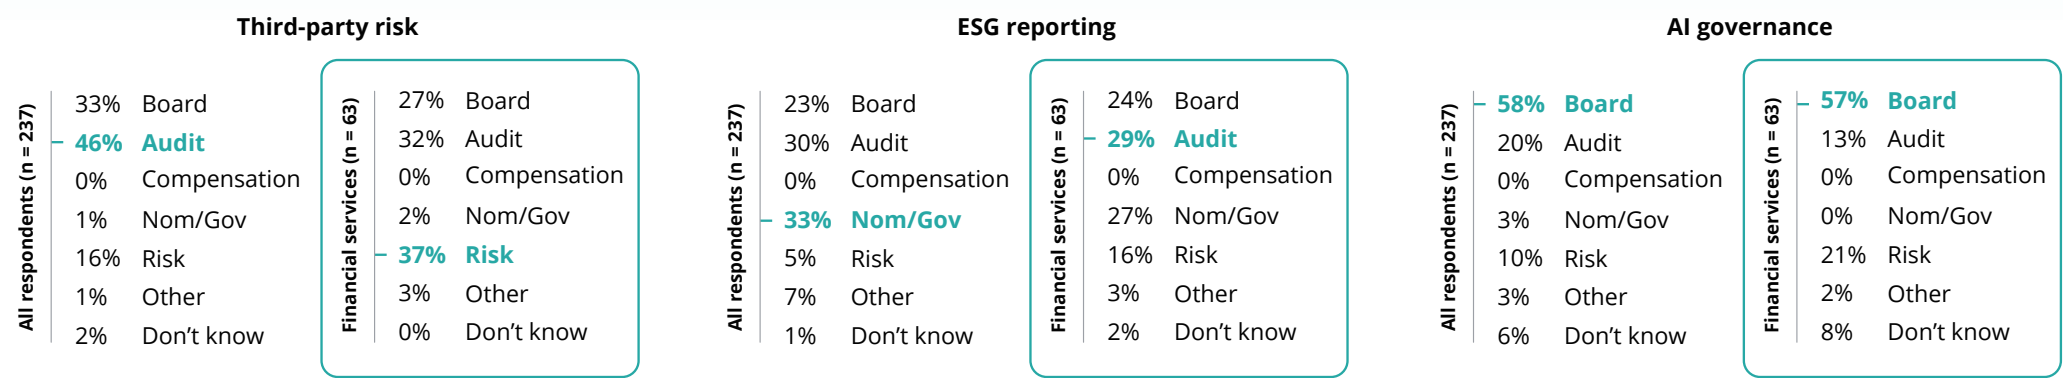 Third-party risk
All respondents (n = 237)
33% Board
46% Audit
0% Compensation
1% Nom/Gov
16% Risk
1% Other
2% Don’t know
Financial services (n = 63)
27% Board
32% Audit
0% Compensation
2% Nom/Gov
37% Risk
3% Other
0% Don’t know
ESG reporting
All respondents (n = 237)
23% Board
30% Audit
0% Compensation
33% Nom/Gov
5% Risk
7% Other
1% Don’t know
Financial services (n = 63)
24% Board
29% Audit
0% Compensation
27% Nom/Gov
16% Risk
3% Other
2% Don’t know
AI governance
All respondents (n = 237)
58% Board
20% Audit
0% Compensation
3% Nom/Gov
10% Risk
3% Other
6% Don’t know
Financial services (n = 63)
57% Board
13% Audit
0% Compensation
0% Nom/Gov
21% Risk
2% Other
8% Don’t know